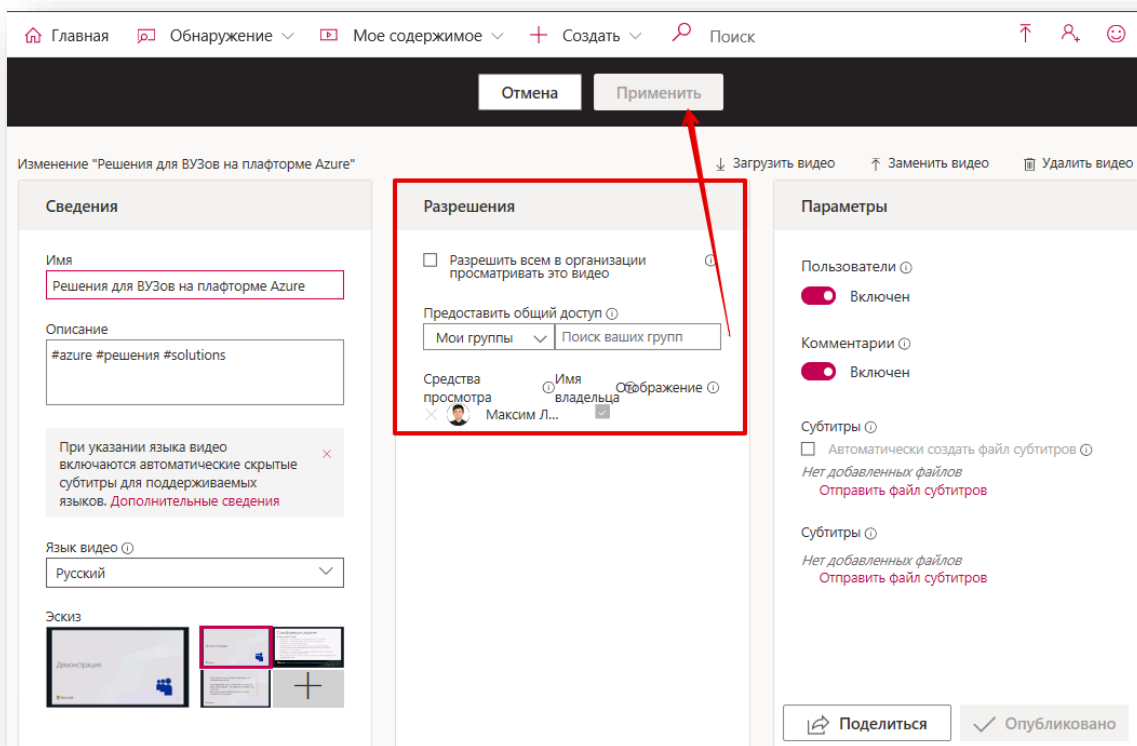 Главная
Обнаружение
Мое содержимое
Создать
Поиск
Отмена
Применить
Изменение "Решения для ВУЗов на плафторме Azure"
Загрузить видео
Заменить видео
Удалить видео
Сведения
Имя
Решения для ВУЗов на плафторме Azure
Описание
#azure #решения #solutions
При указании языка видео
включаются автоматические скрытые
субтитры для поддерживаемых
языков. Дополнительные сведения
Язык видео
Русский
Эскиз
Демонстрация
Разрешения
Разрешить всем в организации
просматривать это видео
Предоставить общий доступ
Мои группы
Поиск ваших групп
Средства
просмотра
Имя
владельца
Отображение
Максим Л...
Параметры
Пользователи
Включен
Комментарии
Включен
Субтитры
Автоматически создать файл субтитров
Нет добавленных файлов
Отправить файл субтитров
Субтитры
Нет добавленных файлов
Отправить файл субтитров
Поделиться
Опубликовано